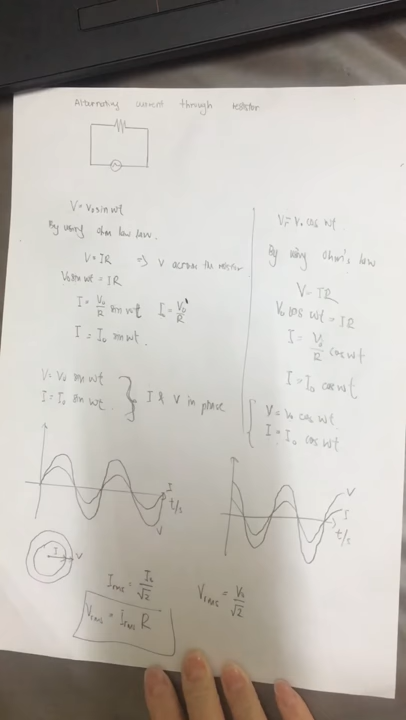 Alternating current through resistor
V = V₀ sin wt
By using ohm law law.
V = IR ⇒ V across the resistor
V₀ sin wt = IR
I = V₀/R sin wt I = V₀/R
I = I₀ sin wt.
V = V₀ sin wt
I = I₀ sin wt.
} I & V in phase
I
t/s
V
I V
V = V₀ cos wt
By using ohm's law
V = IR
V₀ cos wt = IR
I = V₀/R cos wt
I = I₀ cos wt
V = V₀ cos wt
I = I₀ cos wt
V
I
t/s
Irms = I₀/√2
Vrms = V₀/√2
Vrms = Irms R